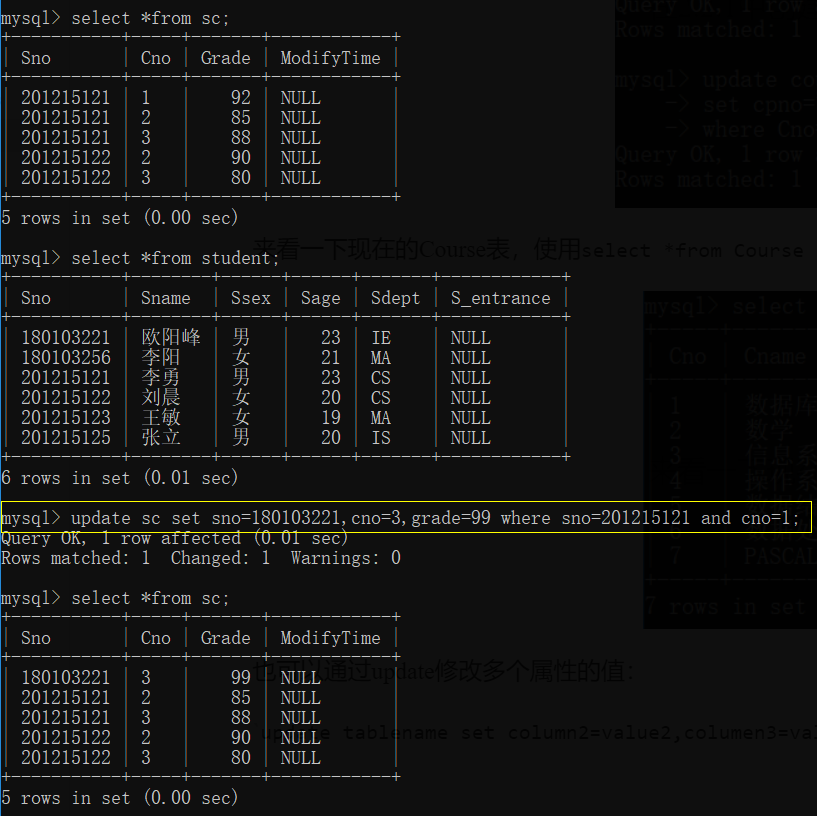 mysql> select *from sc;
+-----------+-----+-------+------------+
| Sno       | Cno | Grade | ModifyTime |
+-----------+-----+-------+------------+
| 201215121 | 1   |    92 | NULL       |
| 201215121 | 2   |    85 | NULL       |
| 201215121 | 3   |    88 | NULL       |
| 201215122 | 2   |    90 | NULL       |
| 201215122 | 3   |    80 | NULL       |
+-----------+-----+-------+------------+
5 rows in set (0.00 sec)
Query OK, 1 row
Rows matched: 1
mysql> update co
-> set cpno=
-> where Cno
Query OK, 1 row
Rows matched: 1
来看一下现在的Course表，使用select *from Course
mysql> select *from student;
+-----------+--------+------+------+-------+------------+
| Sno       | Sname  | Ssex | Sage | Sdept | S_entrance |
+-----------+--------+------+------+-------+------------+
| 180103221 | 欧阳峰 | 男   |   23 | IE    | NULL       |
| 180103256 | 李阳   | 女   |   21 | MA    | NULL       |
| 201215121 | 李勇   | 男   |   23 | CS    | NULL       |
| 201215122 | 刘晨   | 女   |   20 | CS    | NULL       |
| 201215123 | 王敏   | 女   |   19 | MA    | NULL       |
| 201215125 | 张立   | 男   |   20 | IS    | NULL       |
+-----------+--------+------+------+-------+------------+
6 rows in set (0.01 sec)
mysql> select
Cno | Cname
1 | 数据库
2 | 数学
3 | 信息系
4 | 操作系
7 | PASCAL
7 rows in set
mysql> update sc set sno=180103221,cno=3,grade=99 where sno=201215121 and cno=1;
Query OK, 1 row affected (0.01 sec)
Rows matched: 1  Changed: 1  Warnings: 0
mysql> select *from sc;
+-----------+-----+-------+------------+
| Sno       | Cno | Grade | ModifyTime |
+-----------+-----+-------+------------+
| 180103221 | 3   |    99 | NULL       |
| 201215121 | 2   |    85 | NULL       |
| 201215121 | 3   |    88 | NULL       |
| 201215122 | 2   |    90 | NULL       |
| 201215122 | 3   |    80 | NULL       |
+-----------+-----+-------+------------+
5 rows in set (0.00 sec)
也可以通过update修改多个属性的值：
tablename set column2=value2,columen3=va